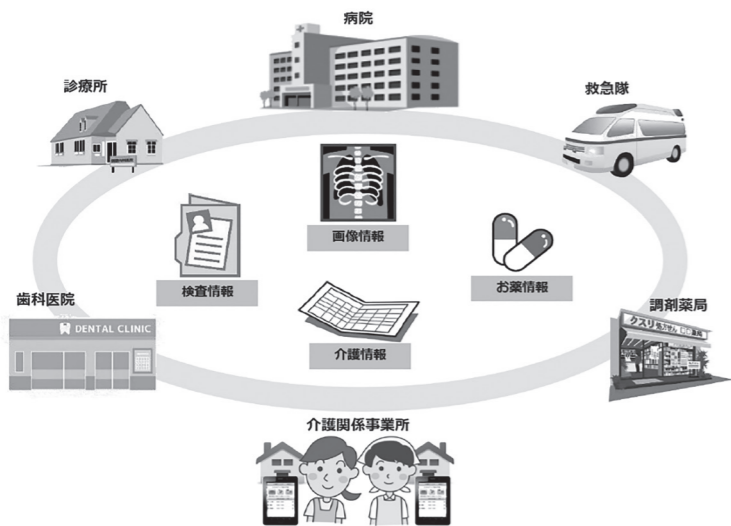 病院
診療所
救急隊
画像情報
検査情報
お薬情報
歯科医院
DENTAL CLINIC
介護情報
調剤薬局
クスリ
介護関係事業所